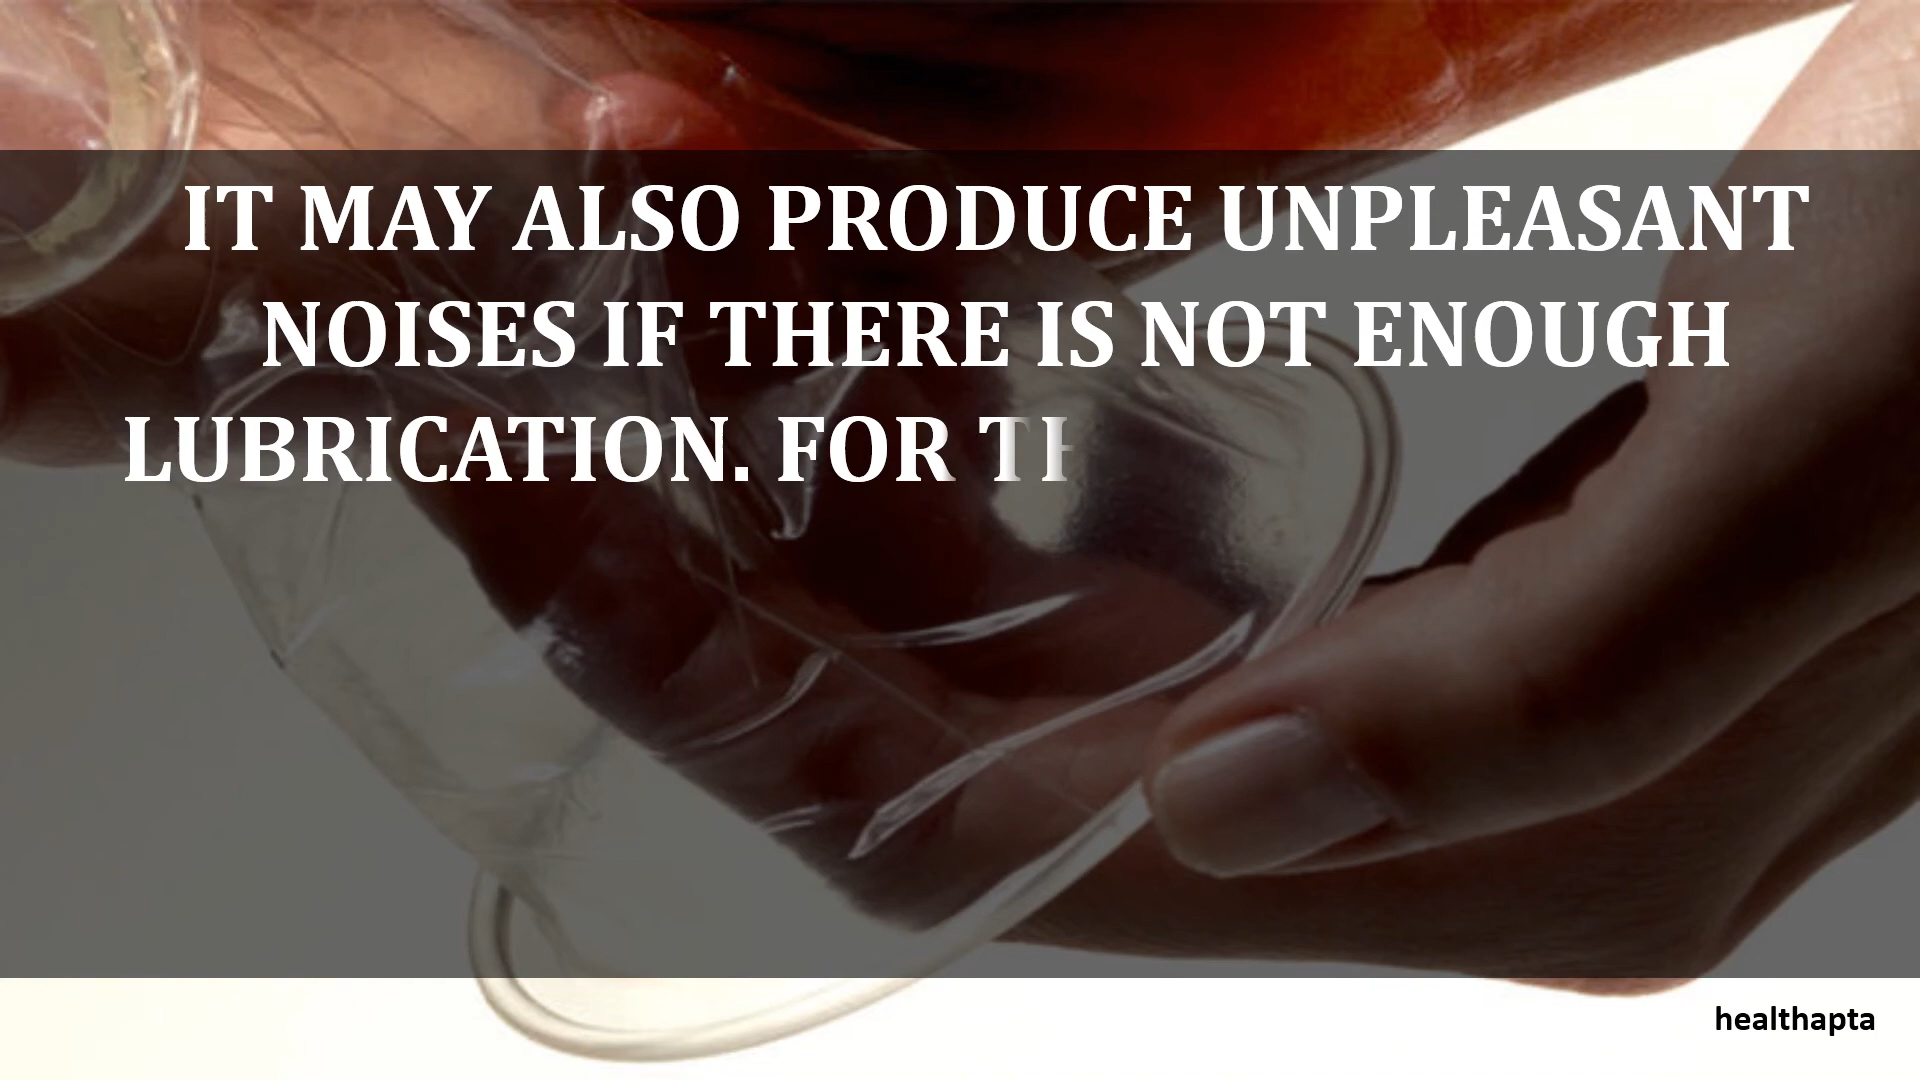 IT MAY ALSO PRODUCE UNPLEASANT
NOISES IF THERE IS NOT ENOUGH
LUBRICATION. FOR
healthapta